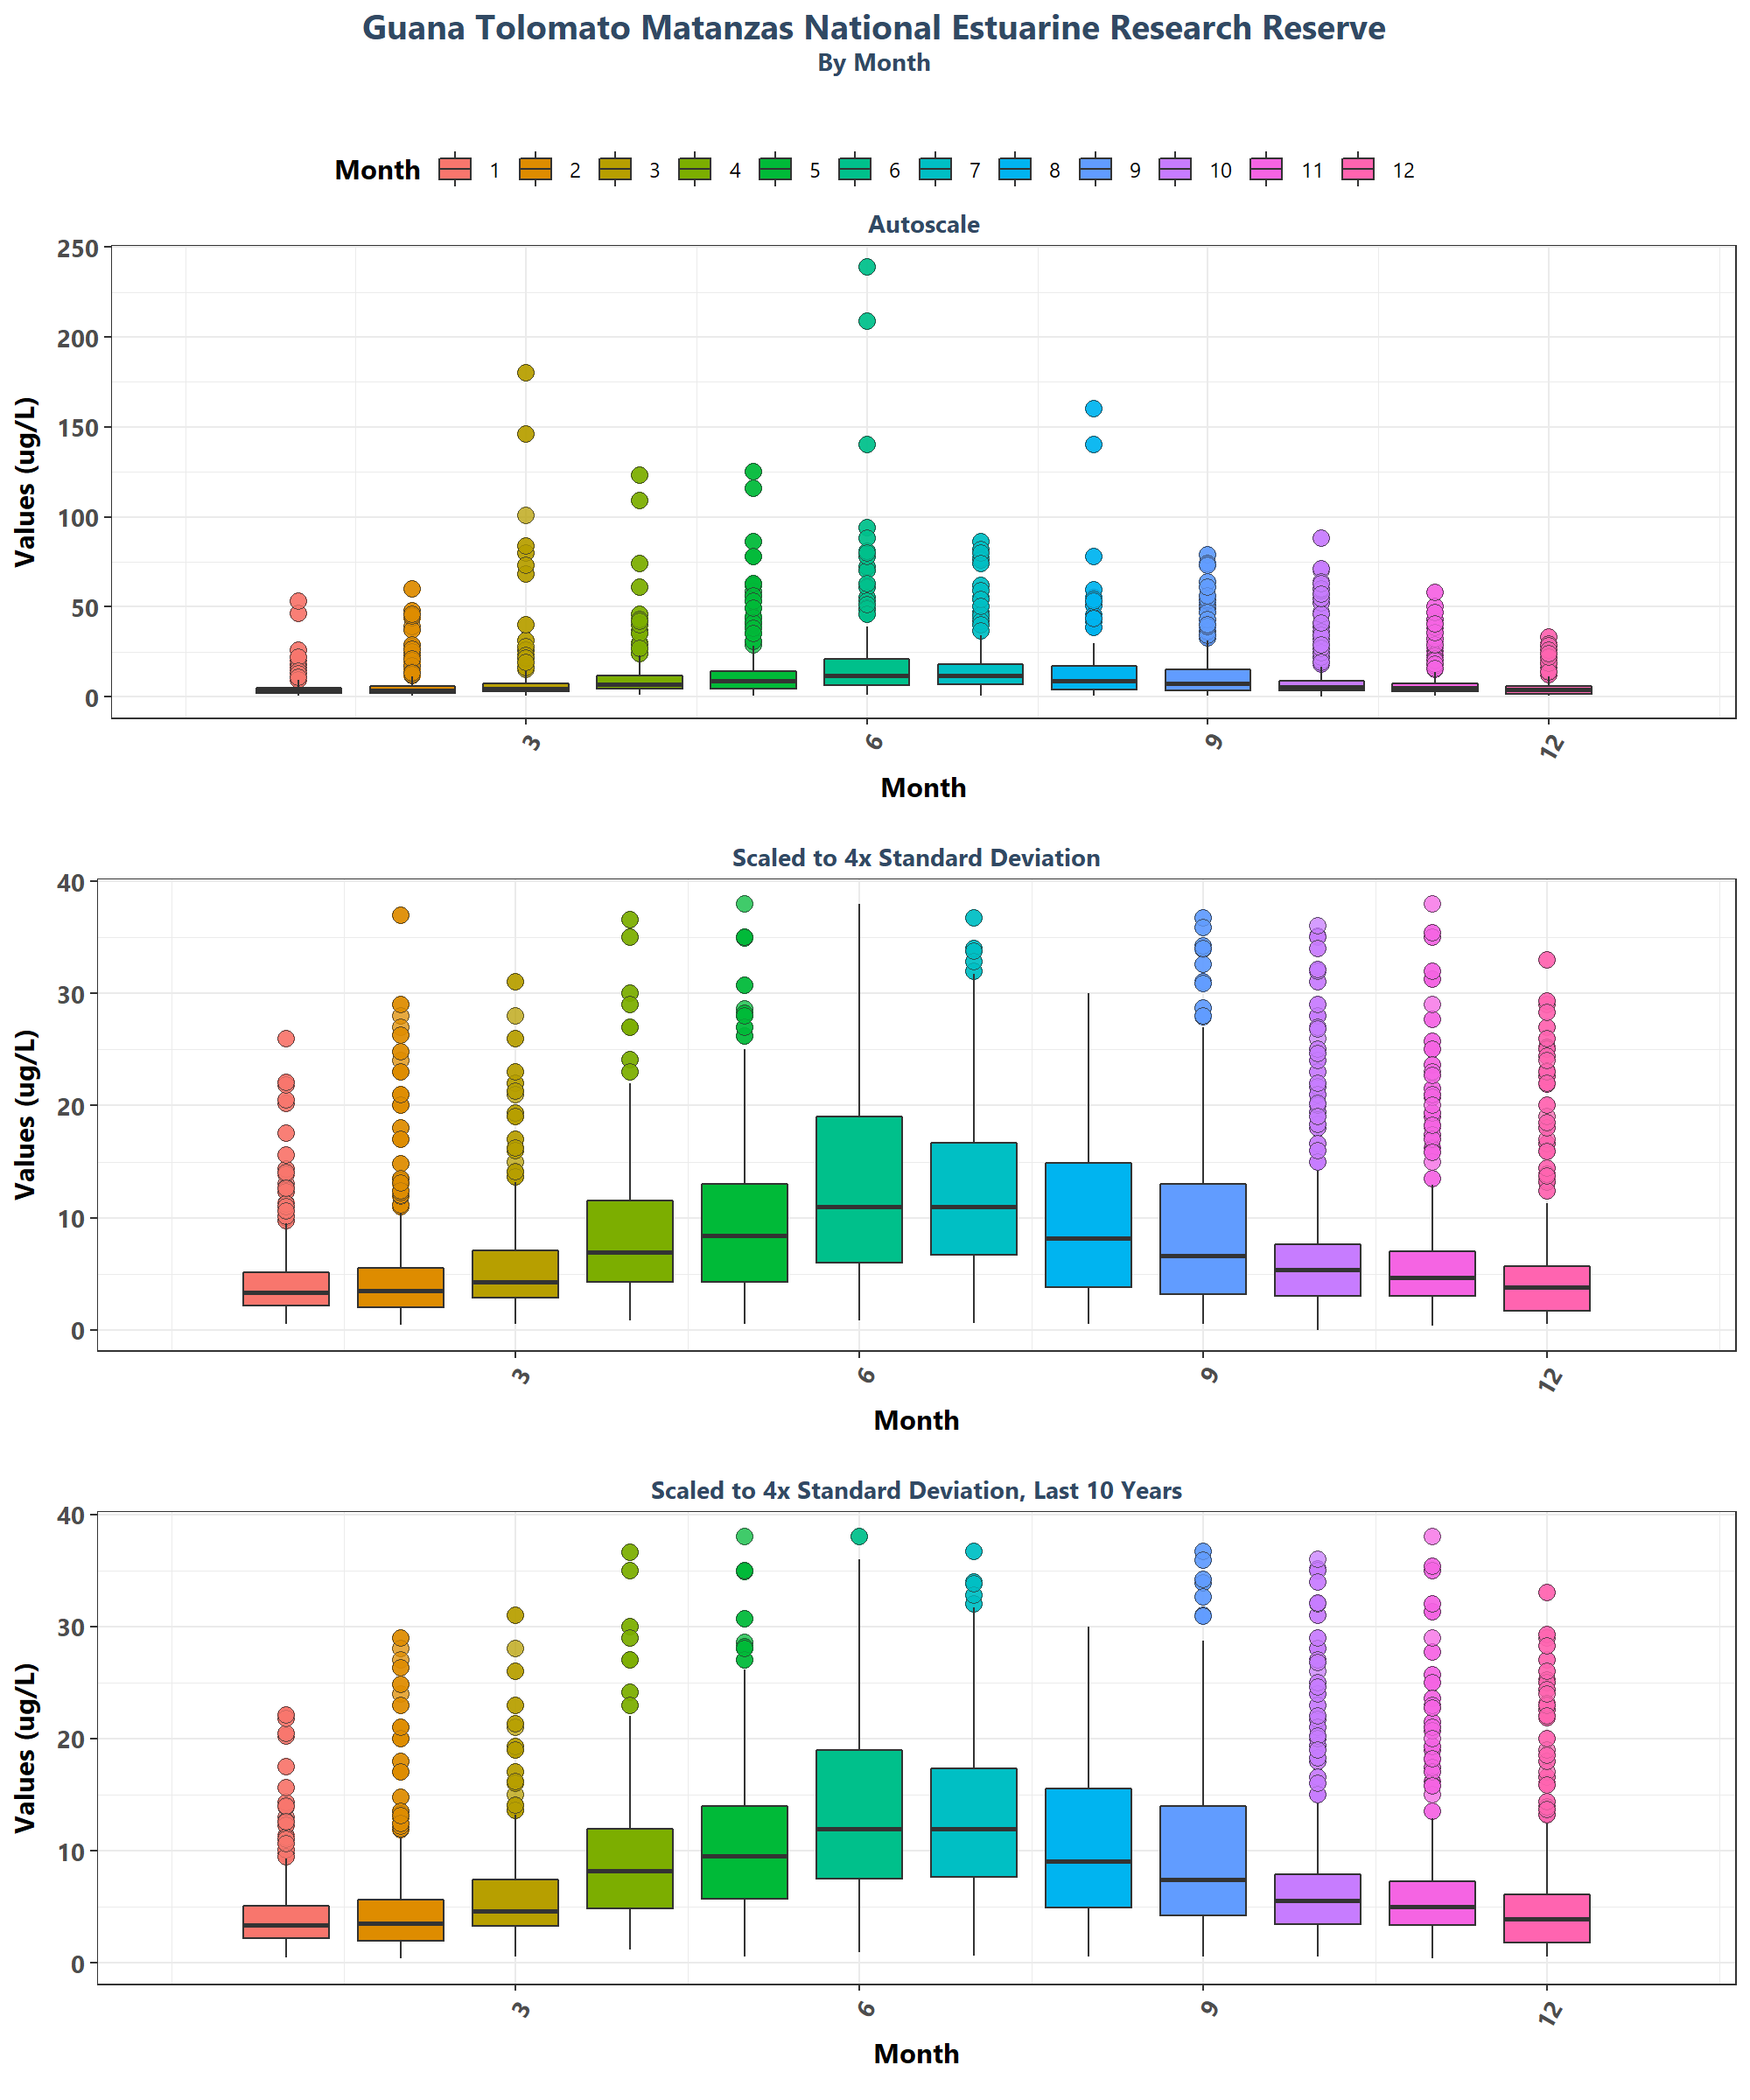 Guana Tolomato Matanzas National Estuarine Research Reserve
By Month
Month 1 2 3 4 5 6 7 8 9 10 11 12
Autoscale
Values (ug/L)
250
200
150
100
50
0
3 6 9 12
Month
Scaled to 4x Standard Deviation
Values (ug/L)
40
30
20
10
0
3 6 9 12
Month
Scaled to 4x Standard Deviation, Last 10 Years
Values (ug/L)
40
30
20
10
0
3 6 9 12
Month